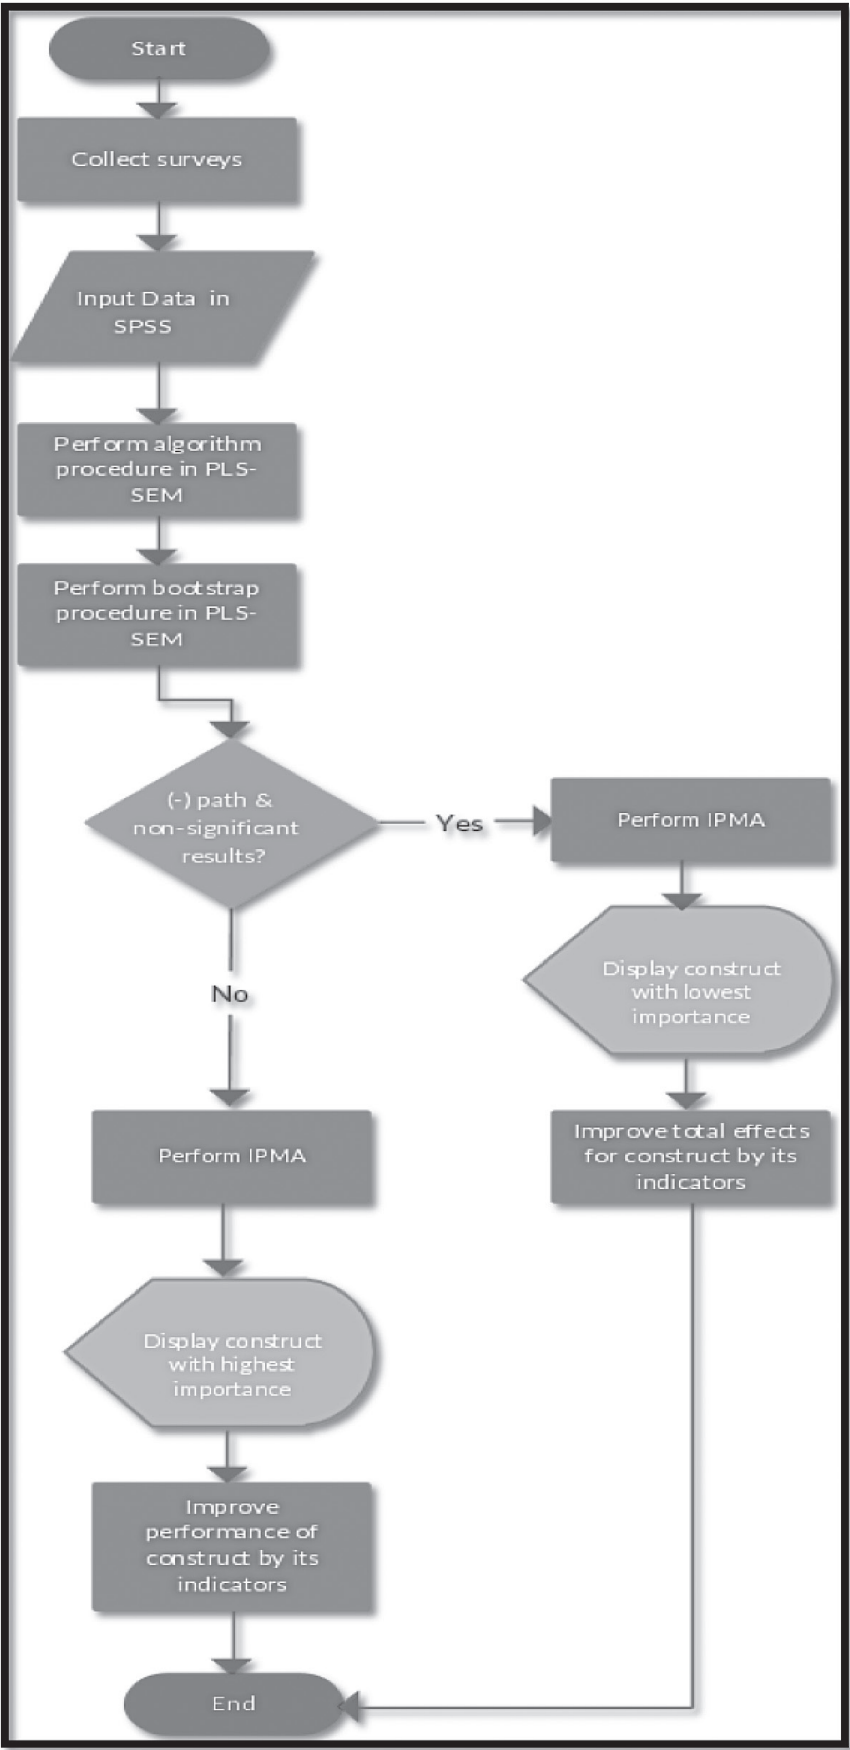 Start
Collect surveys
Input Data in
SPSS
Perform algorithm
procedure in PLS-
SEM
Perform bootstrap
procedure in PLS-
SEM
(-) path &
non-significant
results?
Yes
Perform IPMA
Display construct
with lowest
importance
Improve total effects
for construct by its
indicators
No
Perform IPMA
Display construct
with highest
importance
Improve
performance of
construct by its
indicators
End